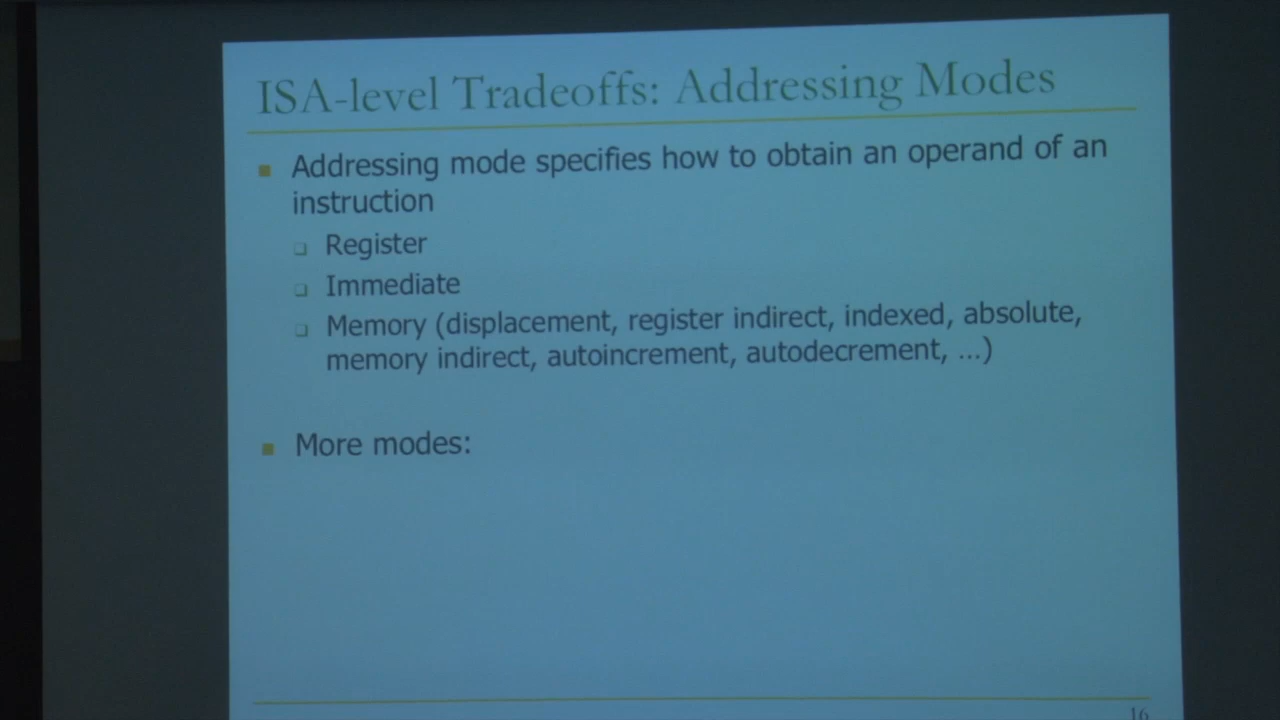 ISA-level Tradeoffs: Addressing Modes
Addressing mode specifies how to obtain an operand of an
instruction
Register
Immediate
Memory (displacement, register indirect, indexed, absolute,
memory indirect, autoincrement, autodecrement, ...)
More modes:
16